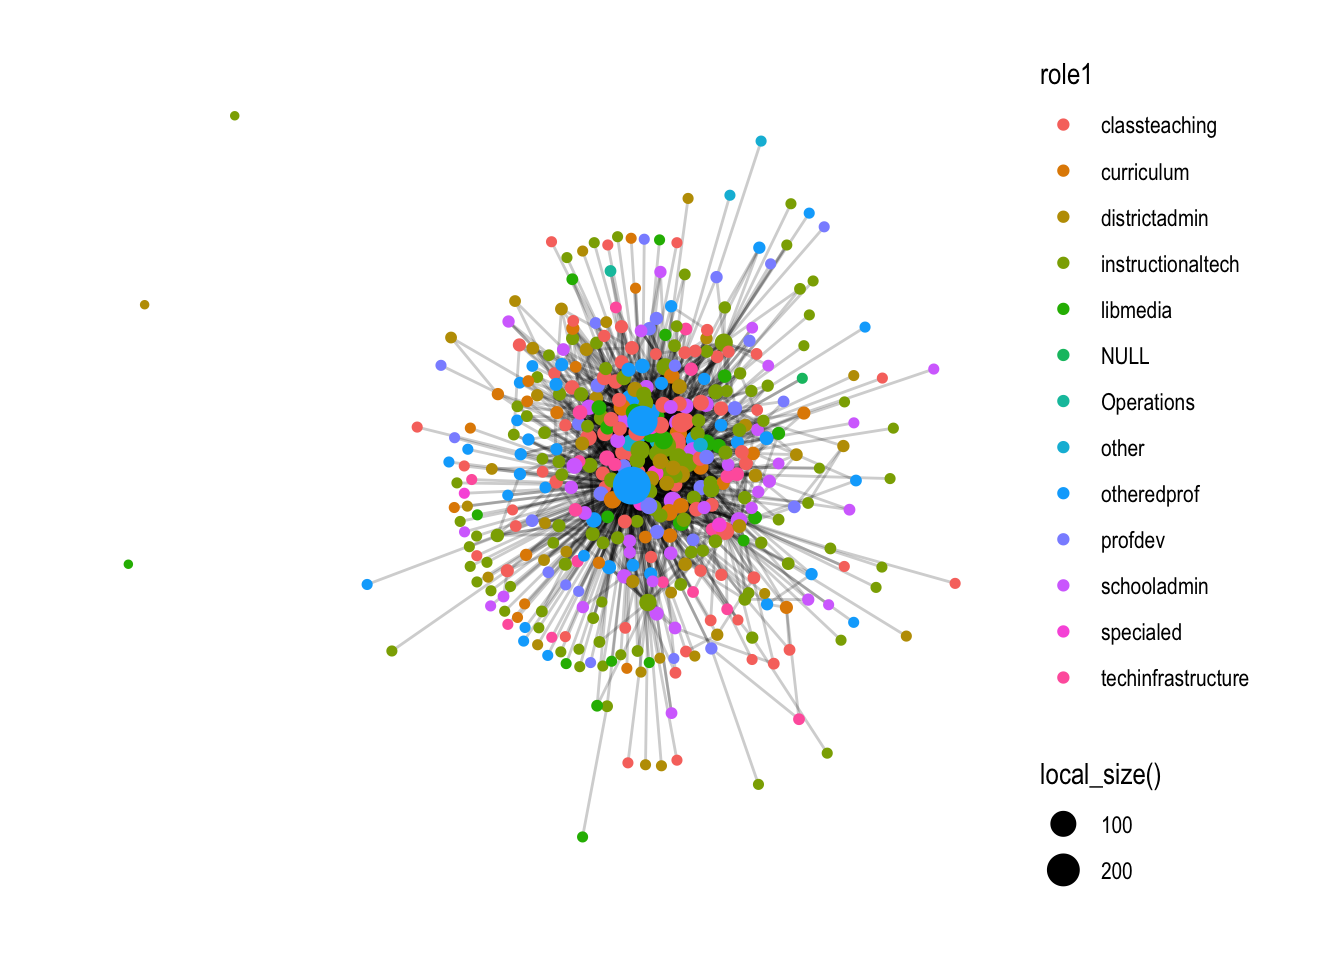 role1
classteaching
curriculum
districtadmin
instructionaltech
libmedia
NULL
Operations
other
otheredprof
profdev
schooladmin
specialed
techinfrastructure
local_size()
100
200